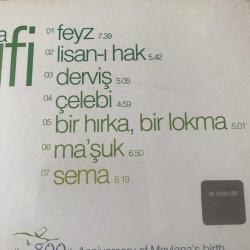 01 feyz 7.39
02 lisan-ı hak 5.42
03 derviş 5.05
04 çelebi 4.59
05 bir hırka, bir lokma 5.01
06 ma'şuk 6.50
07 sema 8.19
800th Anniversary of Mevlana's birth